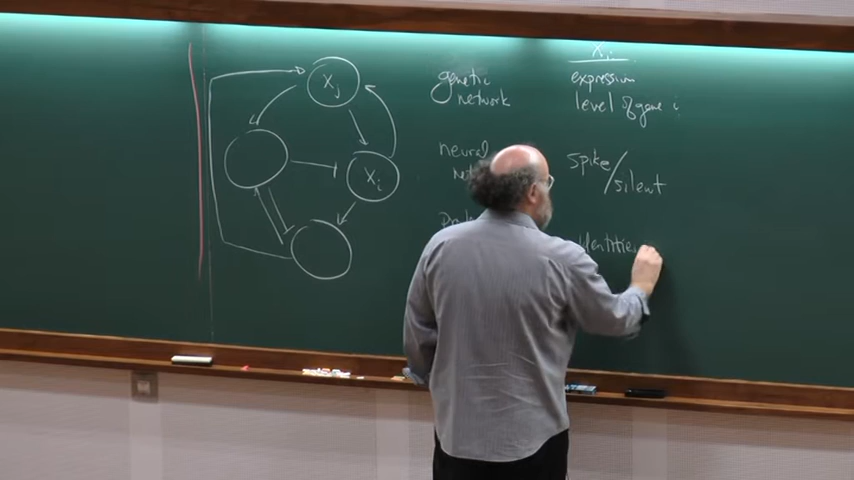 X_j
X_i
genetic
network
neural
X_i
expression
level of gene i
spike/
silent
identities